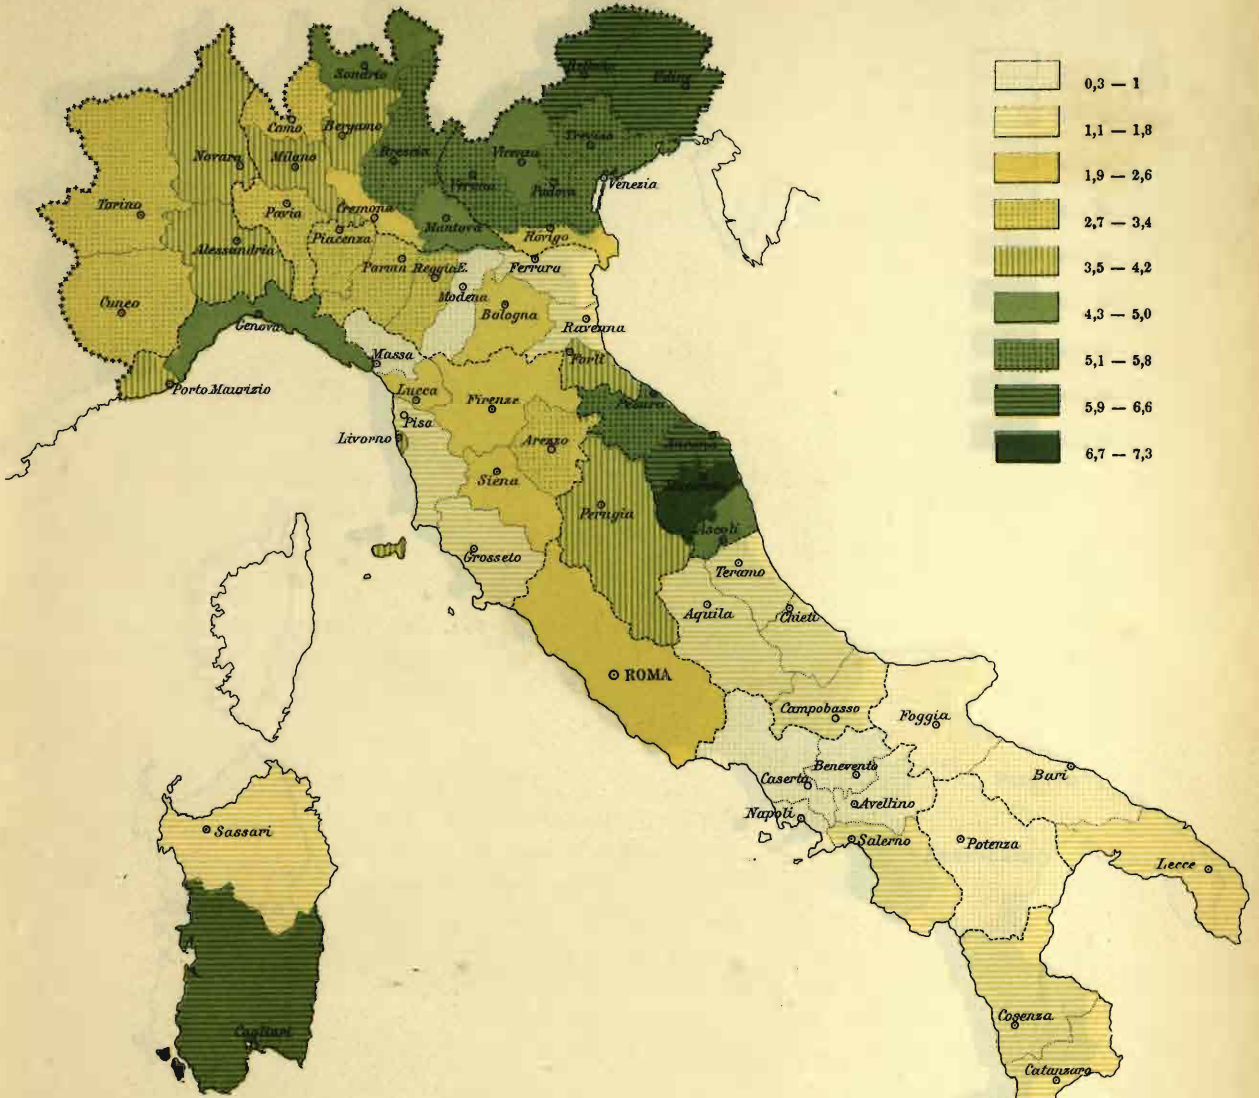 0,3 — 1
1,1 — 1,8
1,9 — 2,6
2,7 — 3,4
3,5 — 4,2
4,3 — 5,0
5,1 — 5,8
5,9 — 6,6
6,7 — 7,3
Sondrio
Belluno
Udine
Como
Bergamo
Treviso
Novara
Milano
Brescia
Vicenza
Verona
Padova
Venezia
Torino
Pavia
Cremona
Mantova
Rovigo
Piacenza
Alessandria
Parma
Reggio E.
Ferrara
Modena
Cuneo
Bologna
Genova
Ravenna
Massa
Forli
Porto Maurizio
Lucca
Firenze
Pesaro
Pisa
Livorno
Arezzo
Ancona
Siena
Perugia
Ascoli
Grosseto
Teramo
Aquila
Chieti
ROMA
Campobasso
Foggia
Benevento
Caserta
Bari
Avellino
Napoli
Sassari
Salerno
Potenza
Lecce
Cosenza
Cagliari
Catanzaro